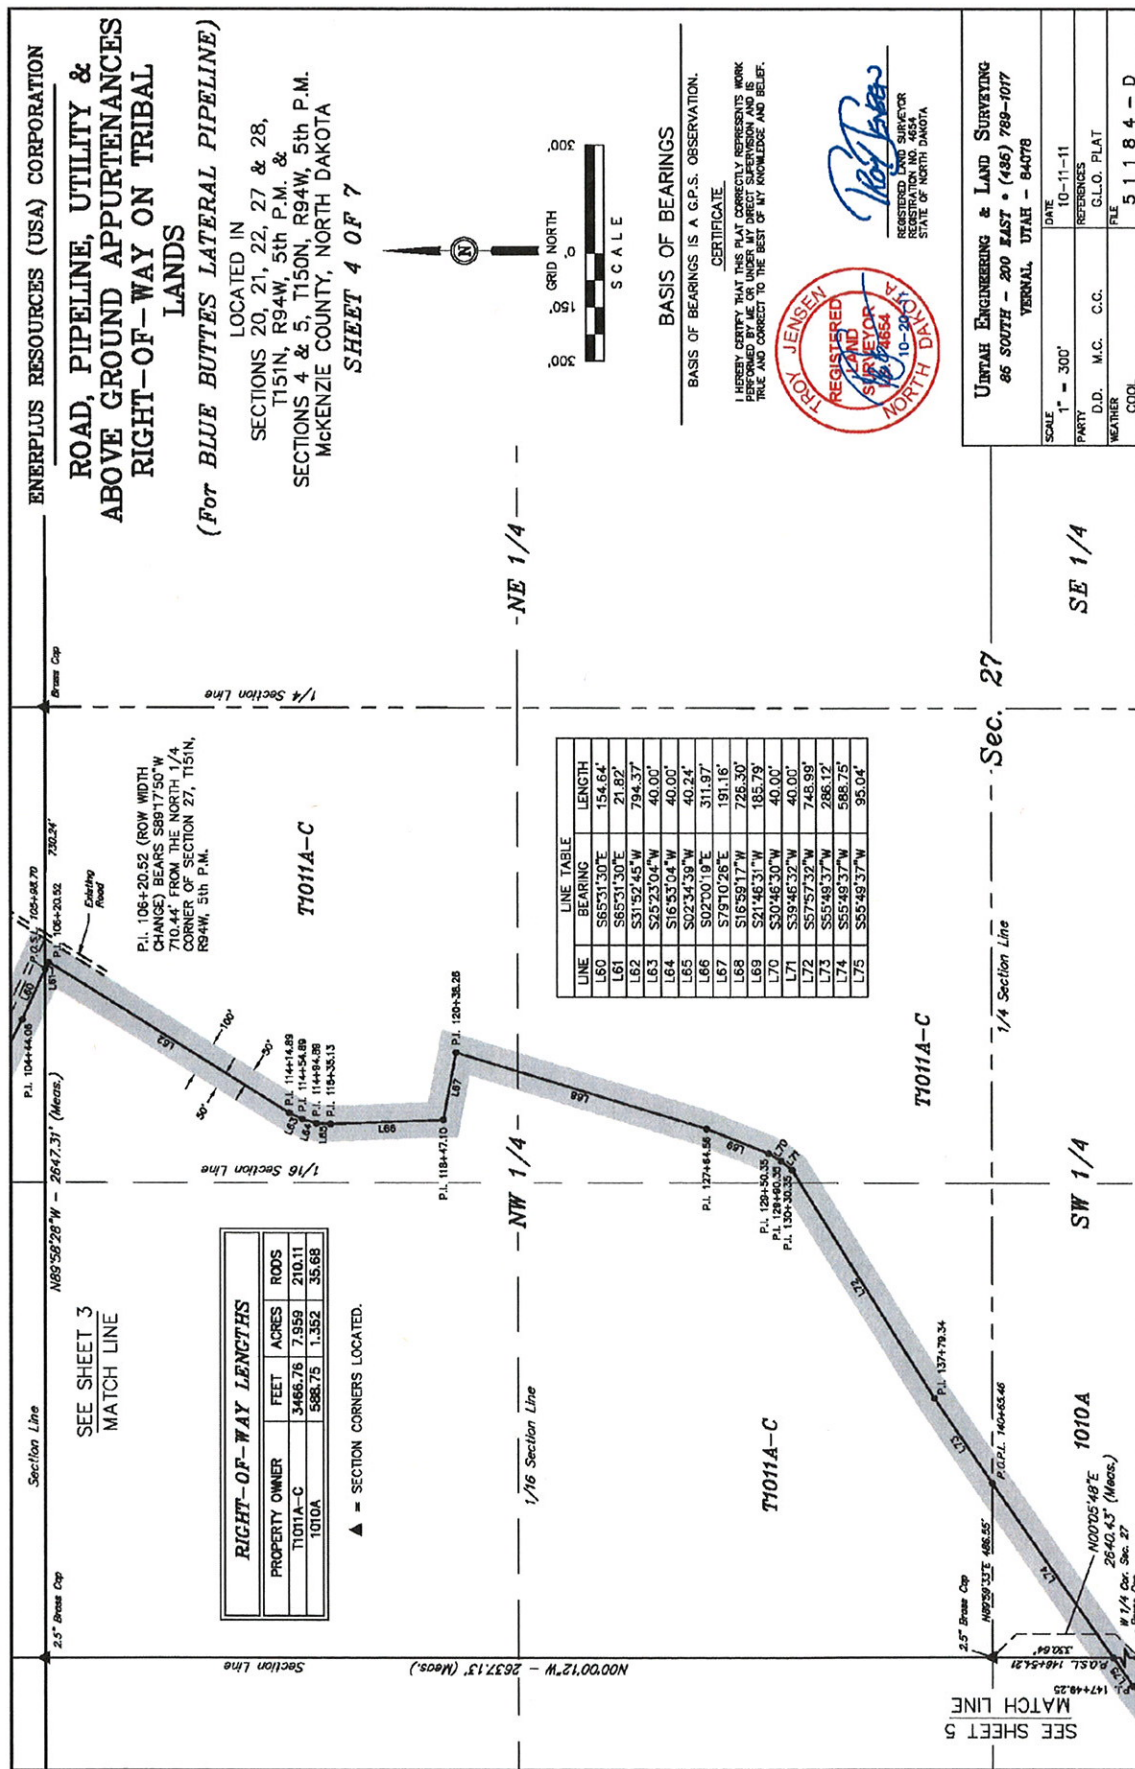 ENERPLUS RESOURCES (USA) CORPORATION
ROAD, PIPELINE, UTILITY &
ABOVE GROUND APPURTENANCES
RIGHT-OF-WAY ON TRIBAL
LANDS
(For BLUE BUTTES LATERAL PIPELINE)
LOCATED IN
SECTIONS 20, 21, 22, 27 & 28,
T151N, R94W, 5th P.M. &
SECTIONS 4 & 5, T150N, R94W, 5th P.M.
McKENZIE COUNTY, NORTH DAKOTA
SHEET 4 OF 7
N
GRID NORTH
300' 150' 0' 300'
SCALE
BASIS OF BEARINGS
BASIS OF BEARINGS IS A G.P.S. OBSERVATION.
CERTIFICATE
I HEREBY CERTIFY THAT THIS PLAT CORRECTLY REPRESENTS WORK
PERFORMED BY ME OR UNDER MY DIRECT SUPERVISION AND IS
TRUE AND CORRECT TO THE BEST OF MY KNOWLEDGE AND BELIEF.
Troy Jensen
REGISTERED LAND SURVEYOR
REGISTRATION NO. 4654
STATE OF NORTH DAKOTA
TROY JENSEN
REGISTERED
LAND
SURVEYOR
4654
10-20-11
NORTH DAKOTA
UINTAH ENGINEERING & LAND SURVEYING
85 SOUTH - 200 EAST • (435) 789-1017
VERNAL, UTAH - 84078
SCALE
1" = 300'
DATE
10-11-11
PARTY
D.D. M.C. C.C.
REFERENCES
G.L.O. PLAT
WEATHER
COOL
FILE
5 1 1 8 4 - D
Section Line
2.5" Brass Cap
N89°58'28"W - 2647.31' (Meas.)
730.24'
Brass Cap
SEE SHEET 3
MATCH LINE
P.I. 104+44.06
L60
P.O.S.L. 105+98.70
L61
P.I. 106+20.52
Existing
Road
P.I. 106+20.52 (ROW WIDTH
CHANGE) BEARS S89°17'50"W
710.44' FROM THE NORTH 1/4
CORNER OF SECTION 27, T151N,
R94W, 5th P.M.
1/4 Section Line
L62
100'
50'
50'
T1011A-C
P.I. 114+14.89
L63
P.I. 114+54.89
L64
P.I. 114+94.89
L65
P.I. 115+35.13
L66
P.I. 118+47.10
L67
P.I. 120+38.26
1/16 Section Line
RIGHT-OF-WAY LENGTHS
PROPERTY OWNER FEET ACRES RODS
T1011A-C 3466.76 7.959 210.11
1010A 588.75 1.352 35.68
▲ = SECTION CORNERS LOCATED.
1/16 Section Line
NW 1/4
NE 1/4
LINE TABLE
LINE BEARING LENGTH
L60 S65°31'30"E 154.64'
L61 S65°31'30"E 21.82'
L62 S31°52'45"W 794.37'
L63 S25°23'04"W 40.00'
L64 S16°53'04"W 40.00'
L65 S02°34'39"W 40.24'
L66 S02°00'19"E 311.97'
L67 S79°10'26"E 191.16'
L68 S16°59'17"W 726.30'
L69 S21°46'31"W 185.79'
L70 S30°46'30"W 40.00'
L71 S39°46'32"W 40.00'
L72 S57°57'32"W 748.99'
L73 S55°49'37"W 286.12'
L74 S55°49'37"W 588.75'
L75 S55°49'37"W 95.04'
L68
P.I. 127+64.56
L69
P.I. 129+50.35
L70
P.I. 129+90.35
L71
P.I. 130+30.35
L72
T1011A-C
T1011A-C
P.I. 137+79.34
L73
P.O.P.L. 140+65.46
N00°00'12"W - 2637.13' (Meas.)
Section Line
2.5" Brass Cap
N89°59'33"E 486.55'
1/4 Section Line
Sec. 27
L74
1010A
SW 1/4
SE 1/4
330.64'
N00°05'48"E
2640.43' (Meas.)
P.O.S.L. 146+54.21
L75
P.I. 147+49.25
W 1/4 Cor. Sec. 27
SEE SHEET 5
MATCH LINE